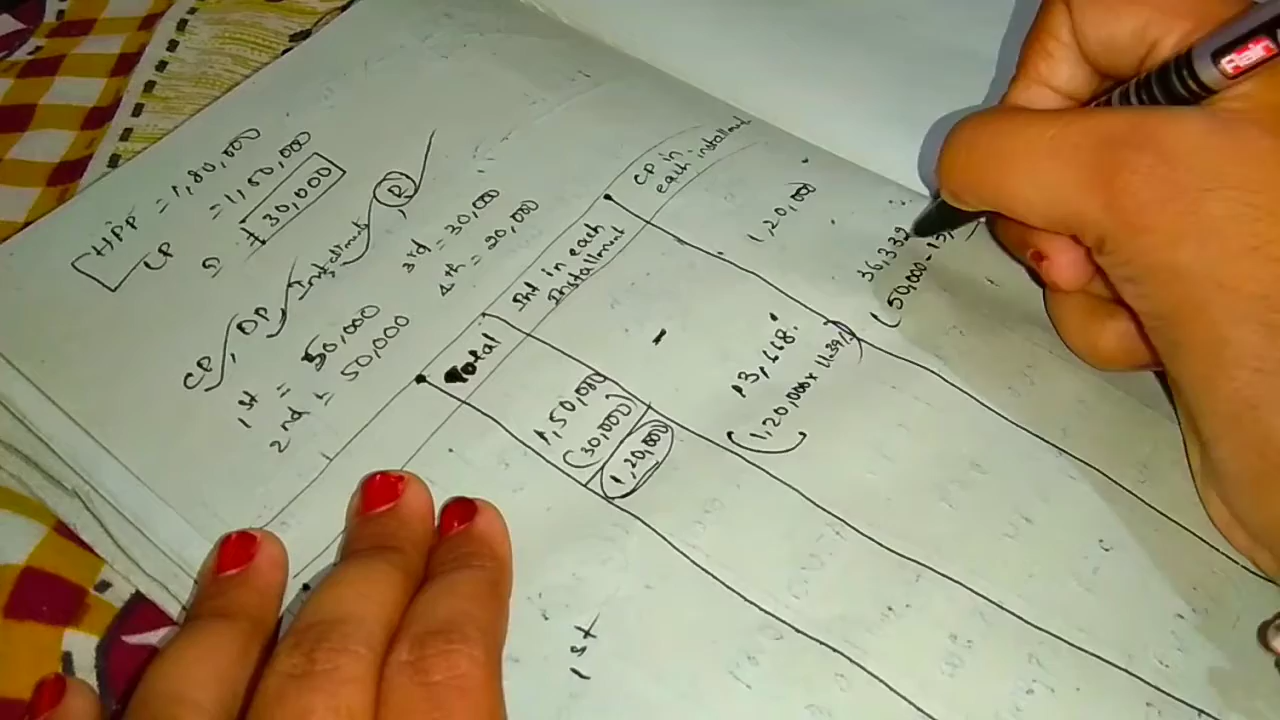 HPP = 1,80,000
CP = 1,50,000
30,000
CP, DP, Installments, R
1st = 50,000
2nd = 50,000
3rd = 30,000
4th = 20,000
Total
Int in each
Installment
CP in
each installment
1,50,000
(30,000)
1,20,000
-
1,20,000
1st
13,668
(1,20,000 × 11.39%)
36,332
(50,000 - 13,
Flair